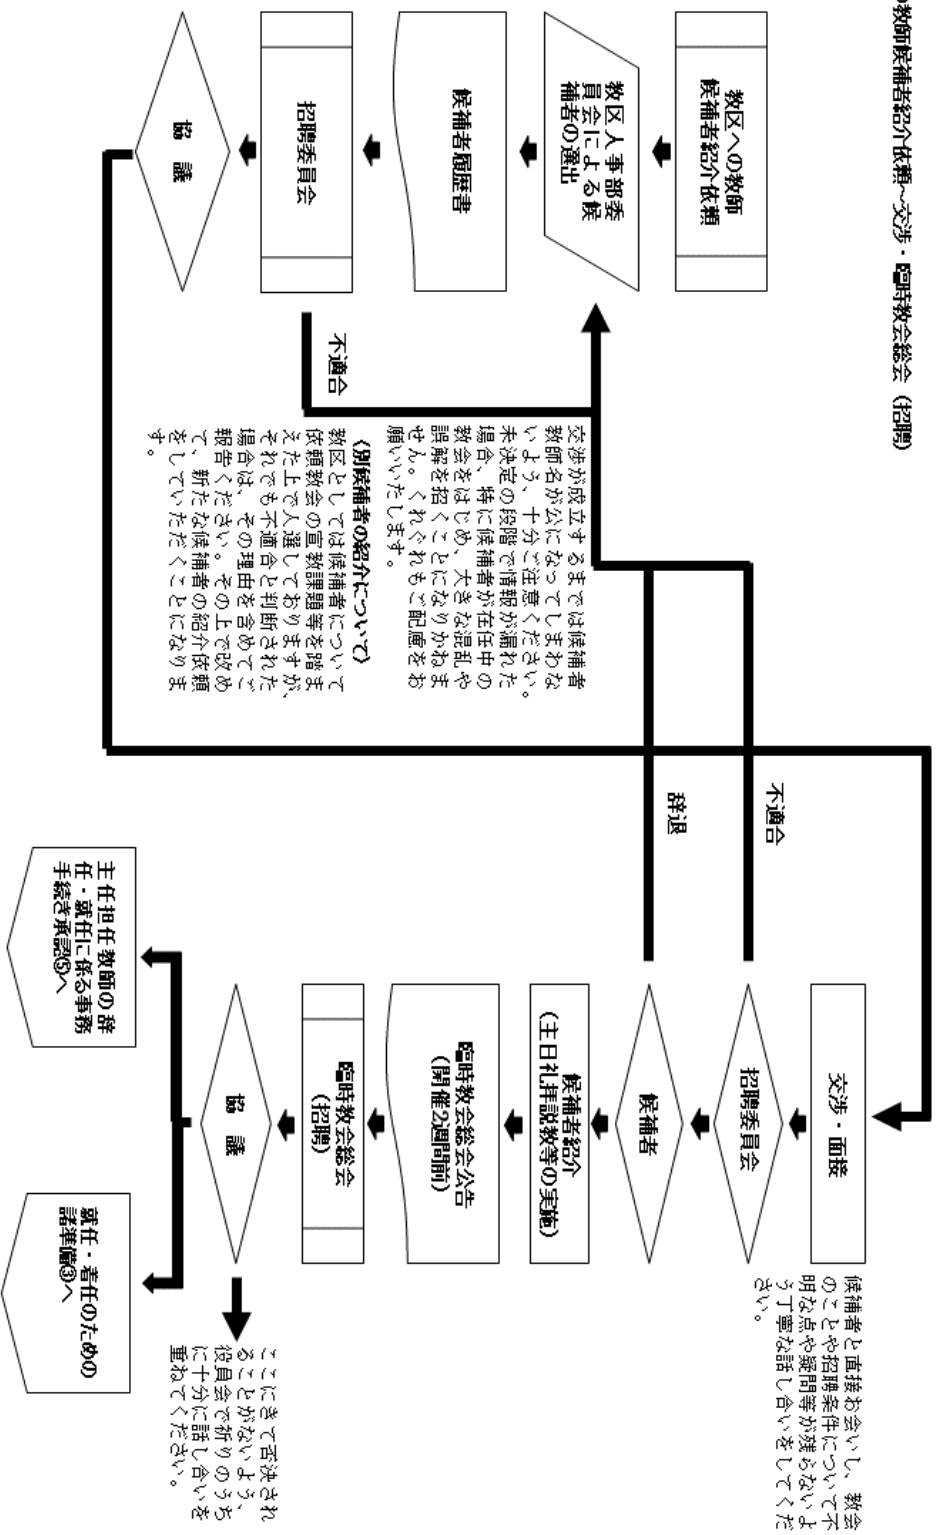 教師候補者紹介依頼～交渉・臨時教会総会（招聘）
教区への教師
候補者紹介依頼
教区人事部委
員会による候
補者の選出
候補者履歴書
招聘委員会
協　議
不適合
交渉が成立するまでは候補者
教師名が公になってしまわな
いよう、十分ご注意ください。
未決定の段階で情報が漏れた
場合、特に候補者が在任中の
教会をはじめ、大きな混乱や
誤解を招くことになりかねま
せん。くれぐれもご配慮をお
願いいたします。
〈別候補者の紹介について〉
教区としては候補者について
依頼教会の宣教課題等を踏ま
えた上で人選しておりますが、
それでも不適合と判断された
場合は、その理由を含めてご
報告ください。その上で改め
て、新たな候補者の紹介依頼
をしていただくことになりま
す。
不適合
辞退
交渉・面接
招聘委員会
候補者
候補者紹介
（主日礼拝説教等の実施）
臨時教会総会公告
（開催2週間前）
臨時教会総会
（招聘）
協　議
候補者と直接お会いし、教会
のことや招聘条件について不
明な点や疑問等が残らないよ
う丁寧な話し合いをしてくだ
さい。
ここにきて否決され
ることがないよう、
役員会で祈りのうち
に十分に話し合いを
重ねてください。
主任担任教師の辞
任・就任に係る事務
手続き承認⑤へ
就任・着任のための
諸準備③へ